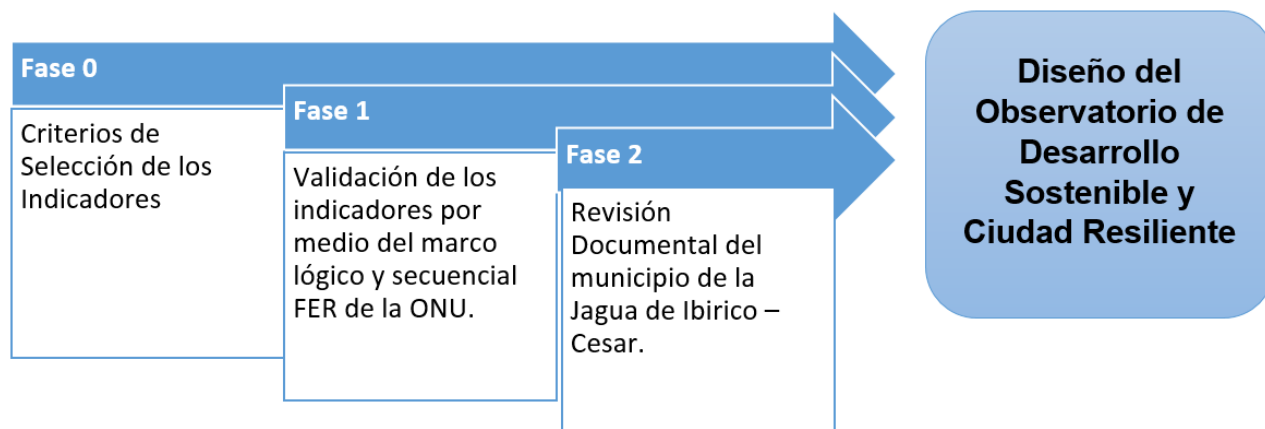 Fase 0
Criterios de
Selección de los
Indicadores
Fase 1
Validación de los
indicadores por
medio del marco
lógico y secuencial
FER de la ONU.
Fase 2
Revisión
Documental del
municipio de la
Jagua de Ibirico –
Cesar.
Diseño del
Observatorio de
Desarrollo
Sostenible y
Ciudad Resiliente